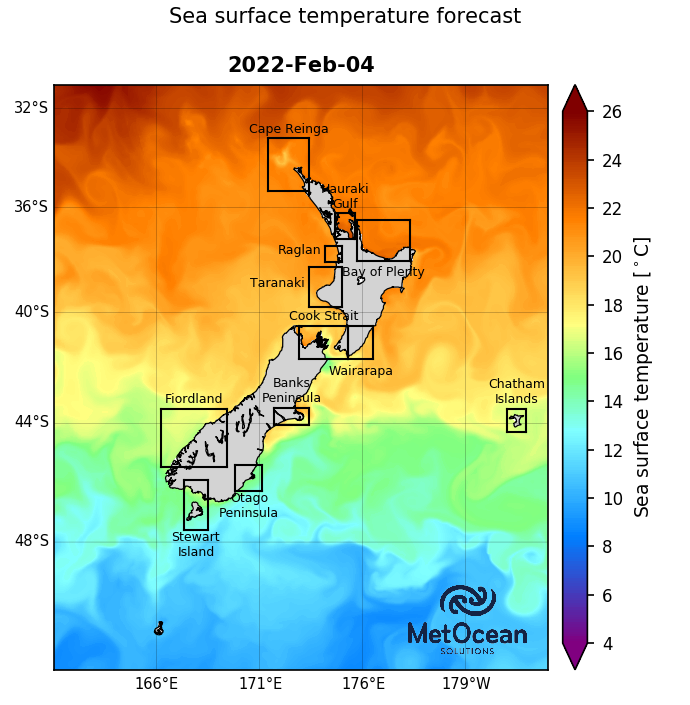 Sea surface temperature forecast
2022-Feb-04
32°S
36°S
40°S
44°S
48°S
Cape Reinga
Hauraki
Gulf
Raglan
Bay of Plenty
Taranaki
Cook Strait
Wairarapa
Banks
Peninsula
Chatham
Islands
Fiordland
Otago
Peninsula
Stewart
Island
MetOcean
SOLUTIONS
166°E
171°E
176°E
179°W
26
24
22
20
18
16
14
12
10
8
6
4
Sea surface temperature [°C]